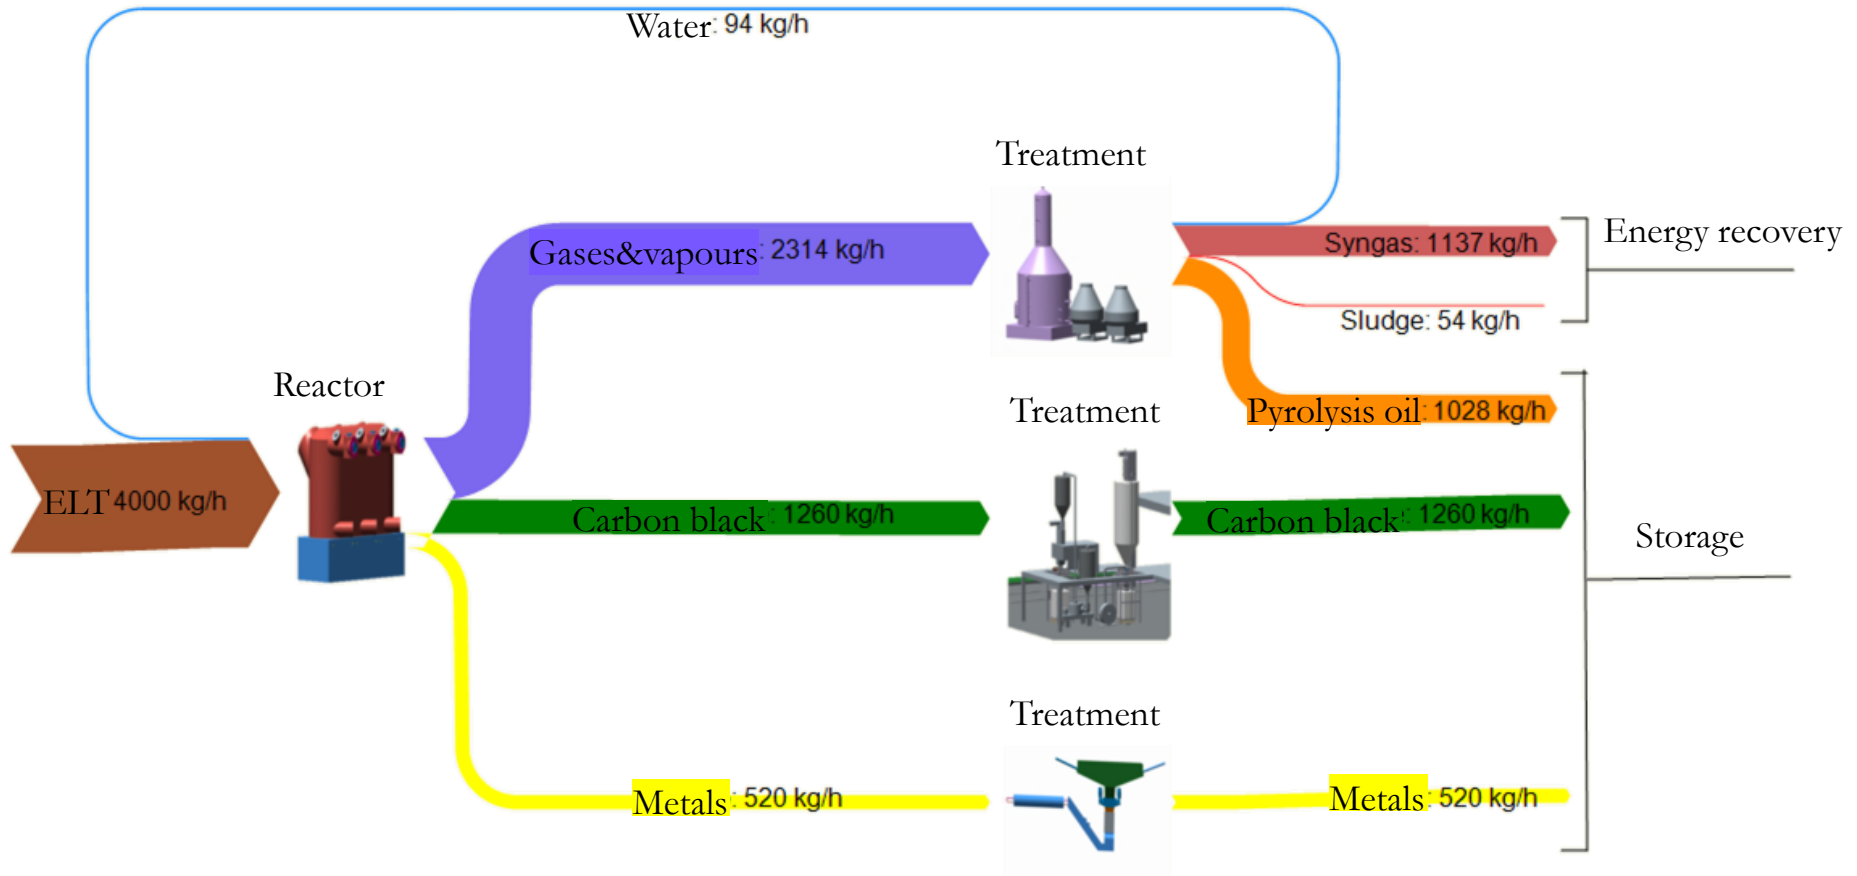 Water: 94 kg/h
Treatment
Gases&vapours: 2314 kg/h
Syngas: 1137 kg/h
Energy recovery
Sludge: 54 kg/h
Reactor
Treatment
Pyrolysis oil: 1028 kg/h
ELT 4000 kg/h
Carbon black: 1260 kg/h
Carbon black: 1260 kg/h
Storage
Treatment
Metals: 520 kg/h
Metals: 520 kg/h